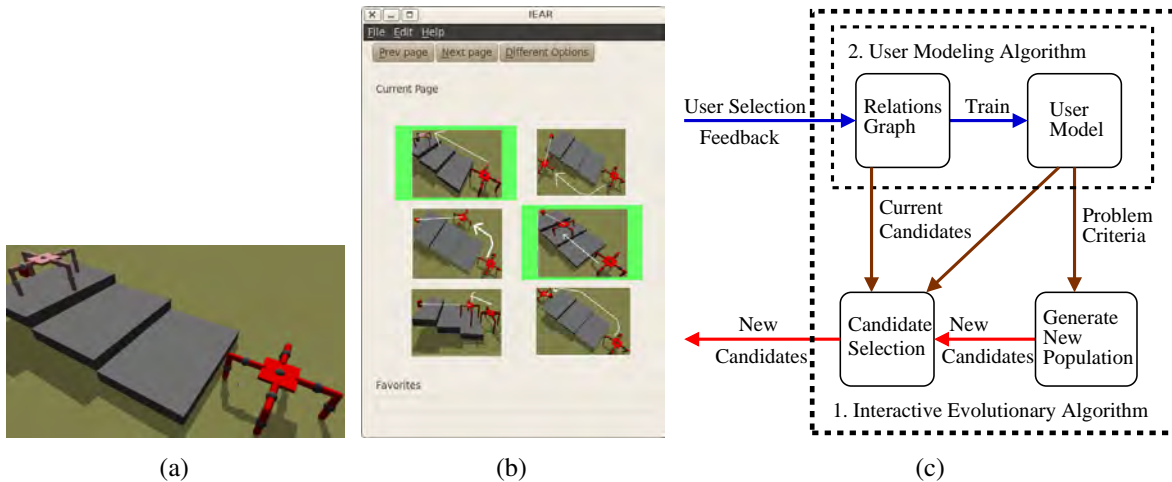 IEAR
File Edit Help
Prev page Next page Different Options
Current Page
Favorites
2. User Modeling Algorithm
User Selection
Feedback
Relations
Graph
Train
User
Model
Current
Candidates
Problem
Criteria
New
Candidates
Candidate
Selection
New
Candidates
Generate
New
Population
1. Interactive Evolutionary Algorithm
(a)
(b)
(c)